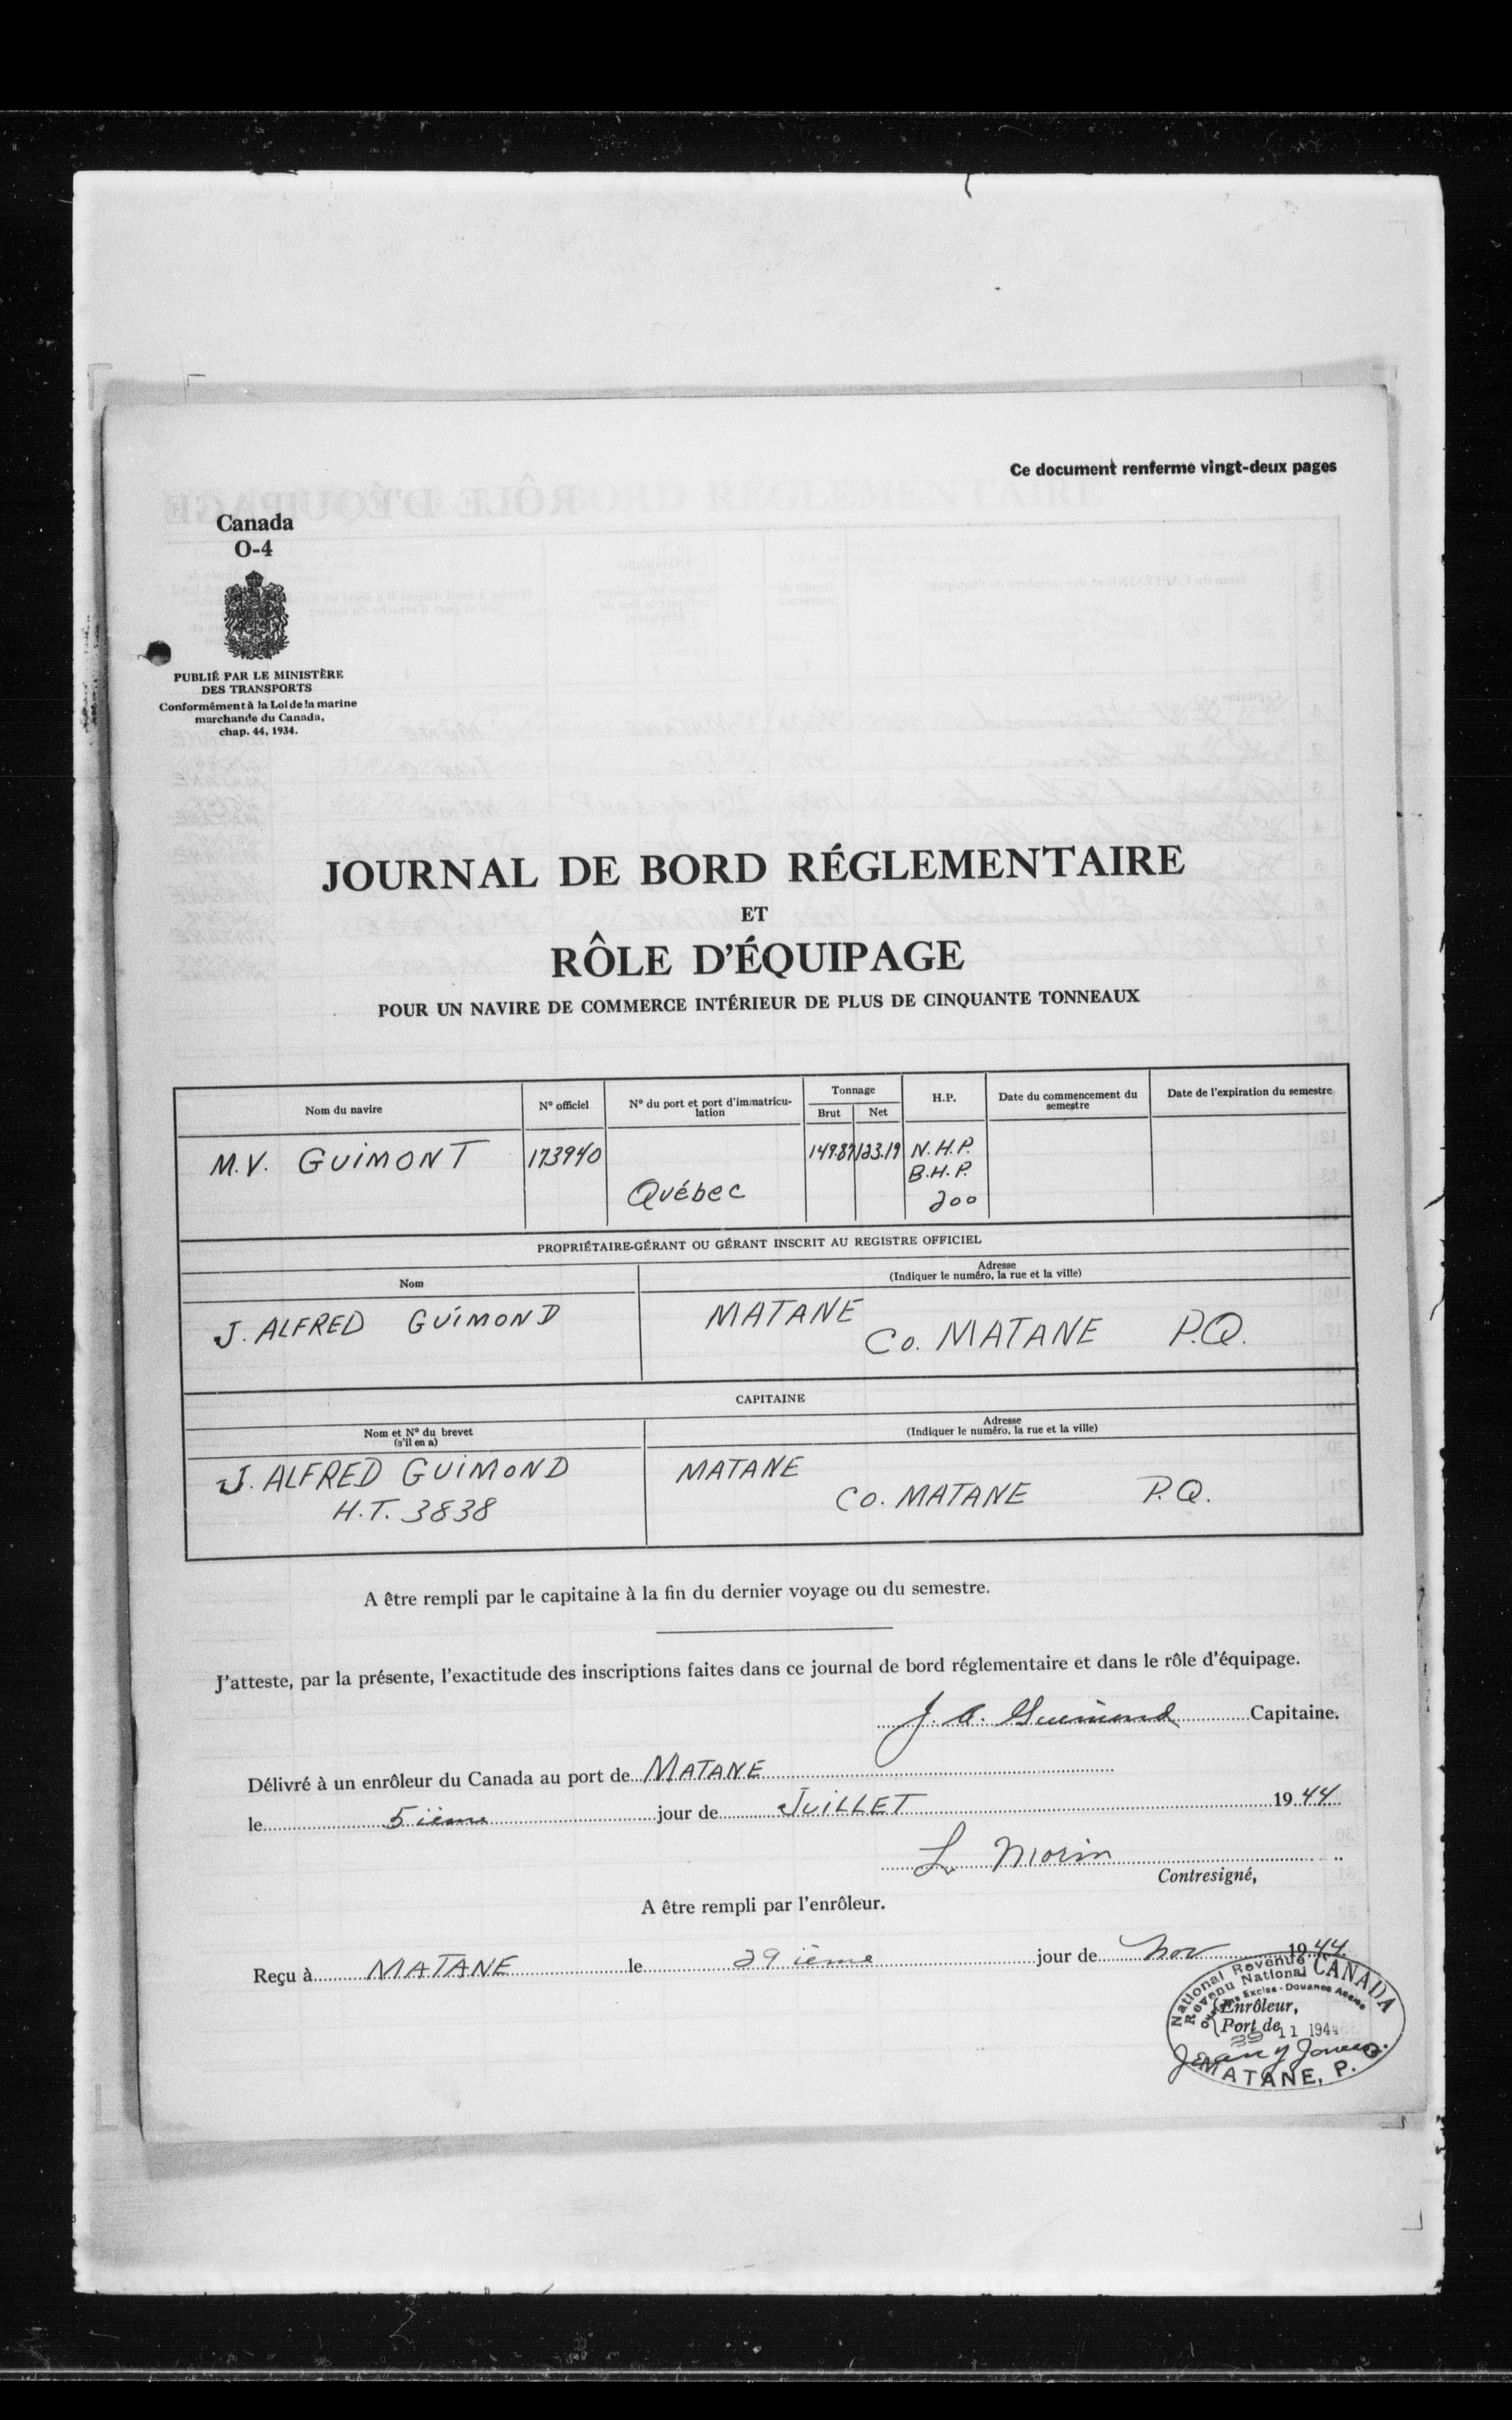 Ce document renferme vingt-deux pages
Canada
O-4
PUBLIÉ PAR LE MINISTÈRE
DES TRANSPORTS
Conformément à la Loi de la marine
marchande du Canada,
chap. 44, 1934.
JOURNAL DE BORD RÉGLEMENTAIRE
ET
RÔLE D'ÉQUIPAGE
POUR UN NAVIRE DE COMMERCE INTÉRIEUR DE PLUS DE CINQUANTE TONNEAUX
Nom du navire
Nº officiel
Nº du port et port d'immatricu-
lation
Tonnage
Brut
Net
H.P.
Date du commencement du
semestre
Date de l'expiration du semestre
M.V. GUIMONT
173940
Québec
149.87
123.19
N.H.P.
B.H.P.
200
PROPRIÉTAIRE-GÉRANT OU GÉRANT INSCRIT AU REGISTRE OFFICIEL
Nom
Adresse
(Indiquer le numéro, la rue et la ville)
J. ALFRED GUIMOND
MATANE
Co. MATANE P.Q.
CAPITAINE
Nom et Nº du brevet
(s'il en a)
Adresse
(Indiquer le numéro, la rue et la ville)
J. ALFRED GUIMOND
H.T. 3838
MATANE
CO. MATANE P.Q.
A être rempli par le capitaine à la fin du dernier voyage ou du semestre.
J'atteste, par la présente, l'exactitude des inscriptions faites dans ce journal de bord réglementaire et dans le rôle d'équipage.
J. A. Guimond Capitaine.
Délivré à un enrôleur du Canada au port de MATANE
le 5ième jour de JUILLET 1944
L. Morin
Contresigné,
A être rempli par l'enrôleur.
Reçu à MATANE le 29 ième jour de Nov 1944
National Revenue CANADA
Revenu National
Excise - Douanes Accise
Enrôleur,
Port de
11 1944
MATANE, P. Q.